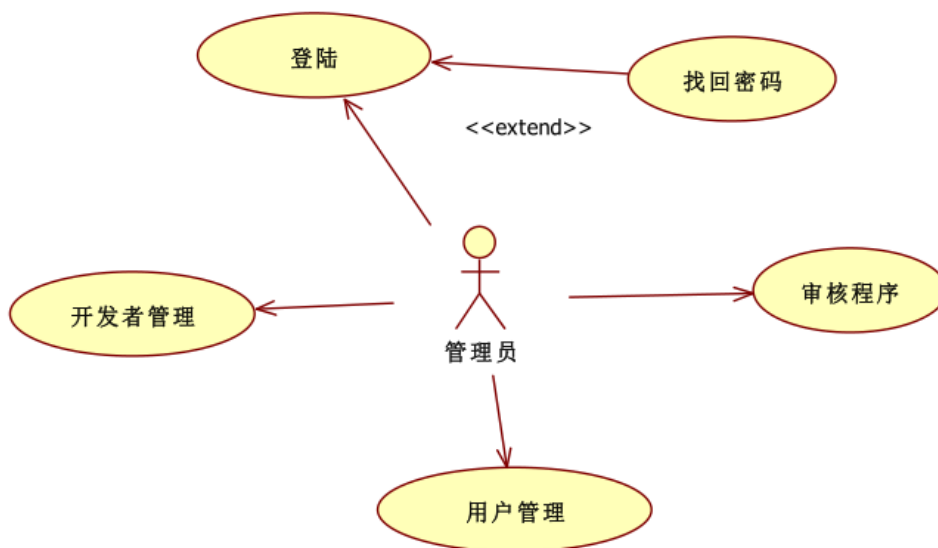 登陆
找回密码
<<extend>>
审核程序
开发者管理
管理员
用户管理